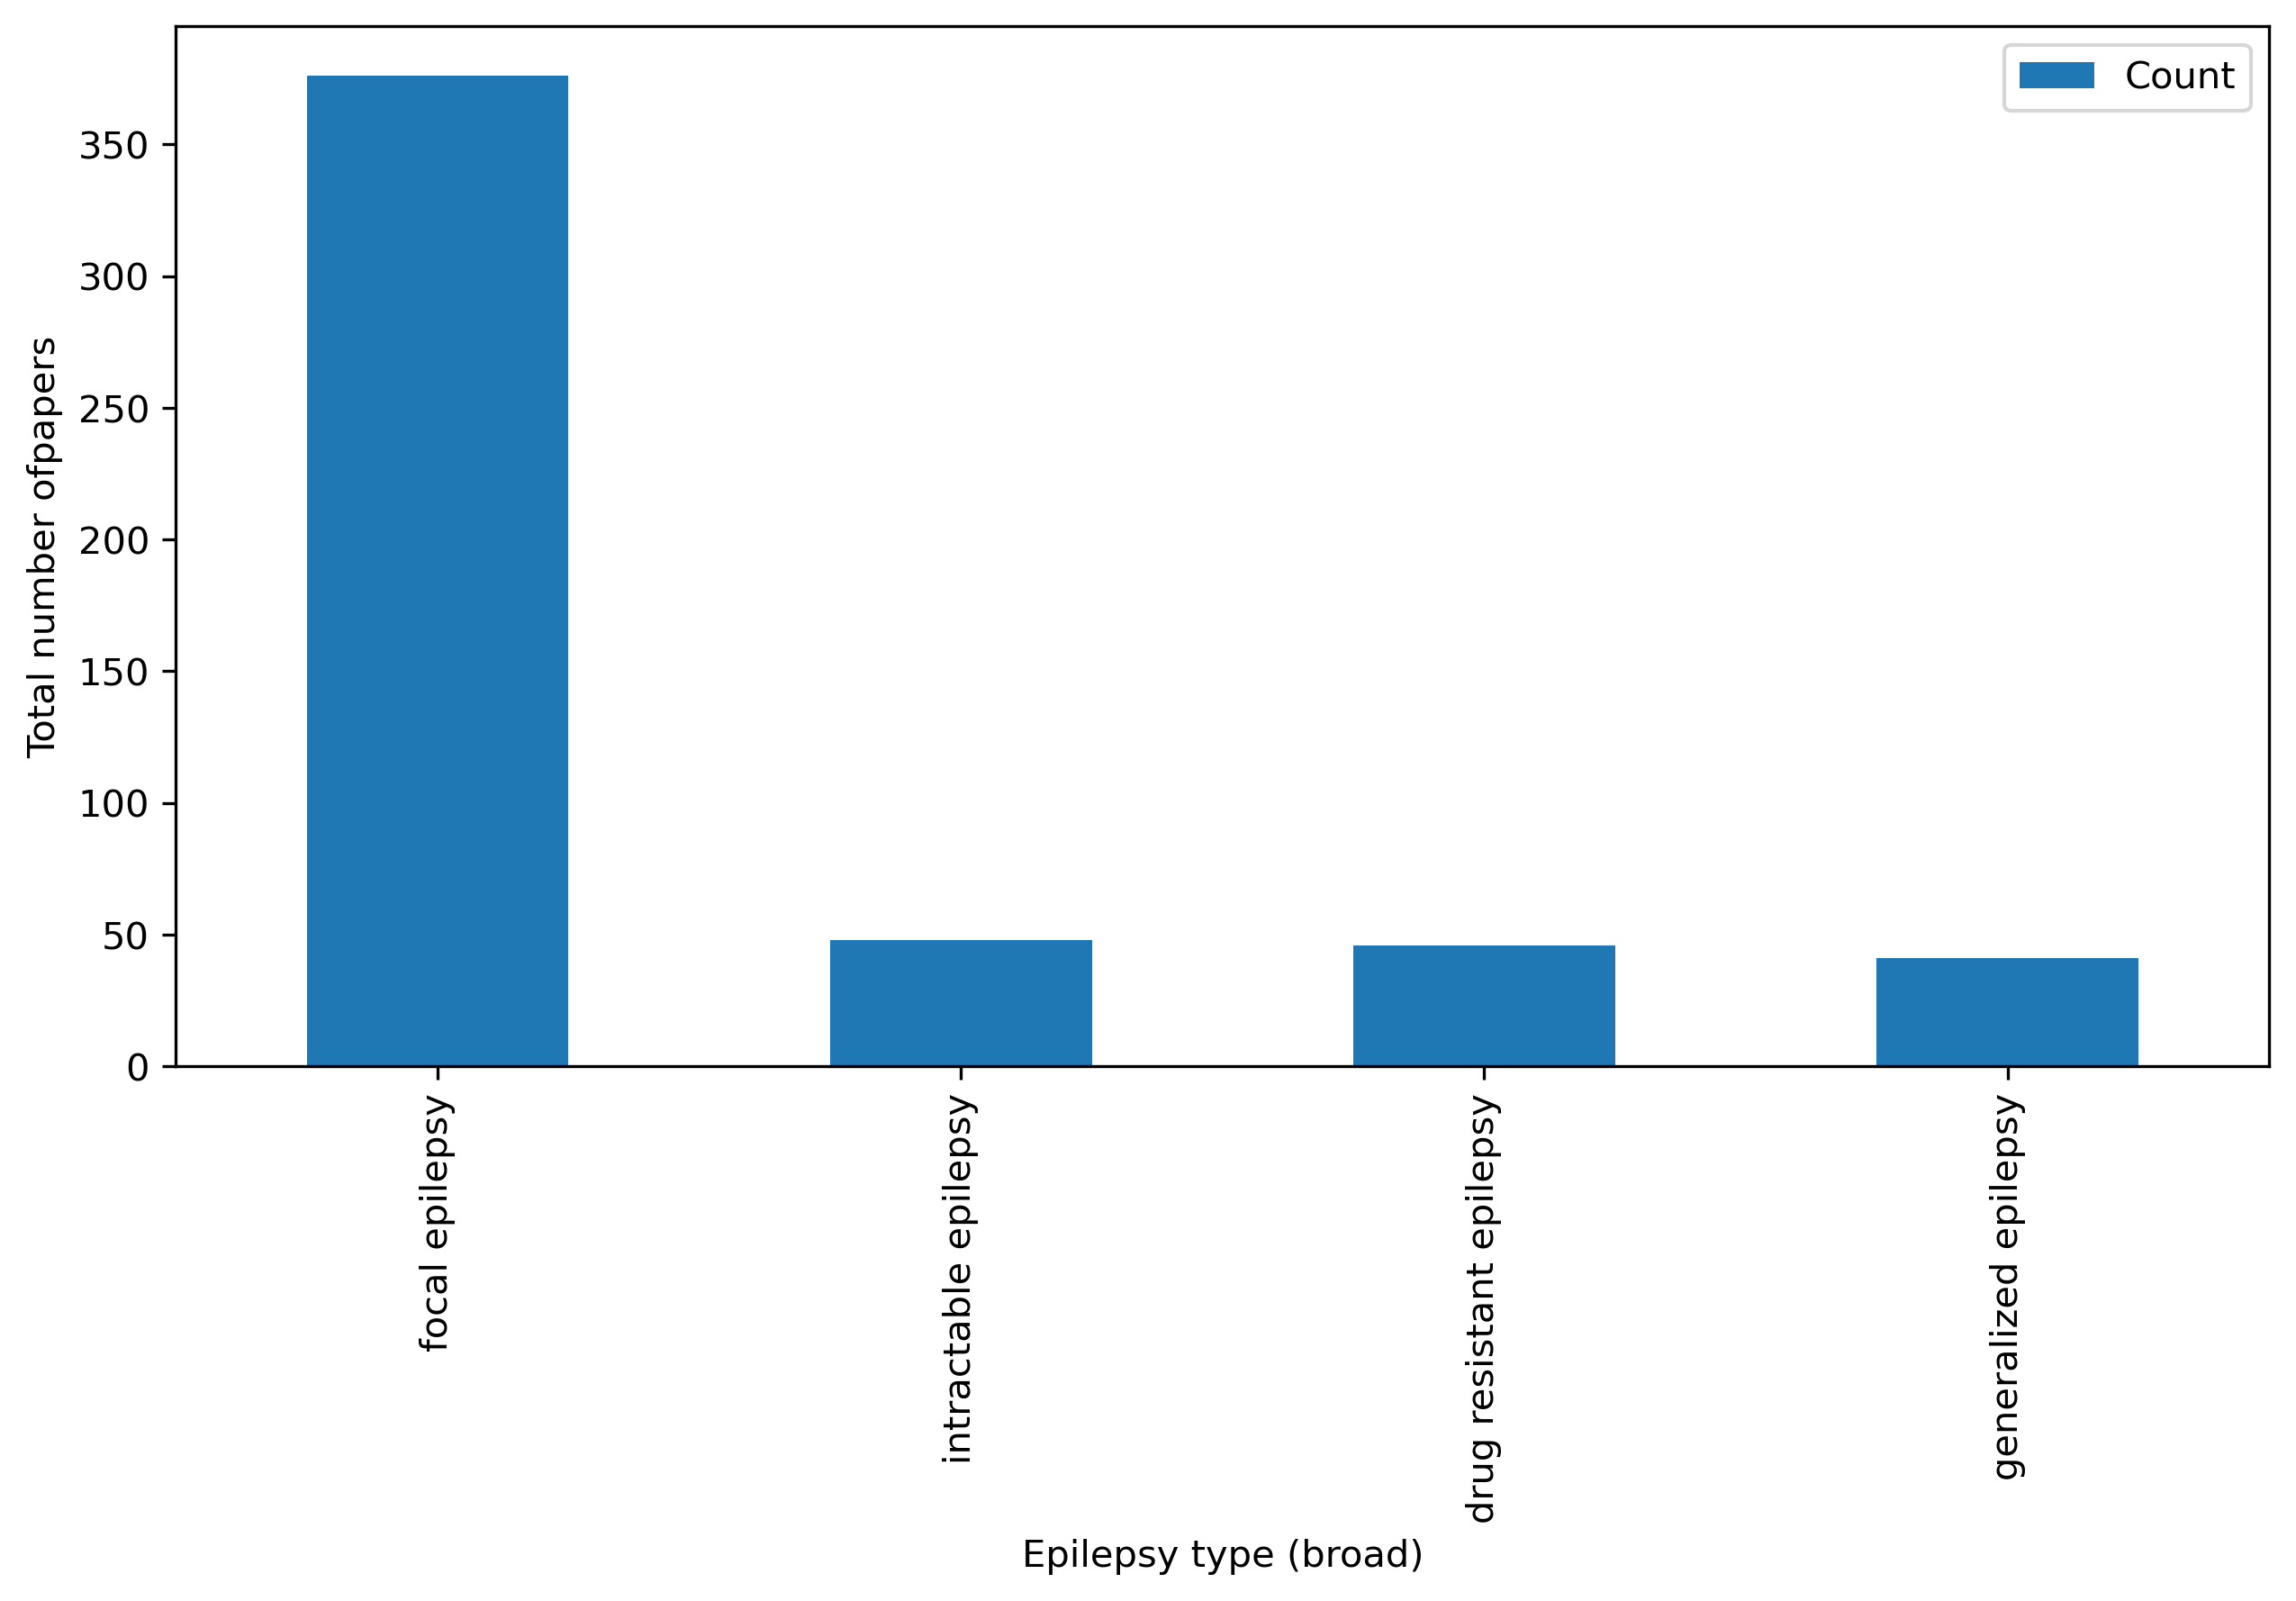 Count
350
300
250
200
150
100
50
0
Total number ofpapers
focal epilepsy
intractable epilepsy
drug resistant epilepsy
generalized epilepsy
Epilepsy type (broad)